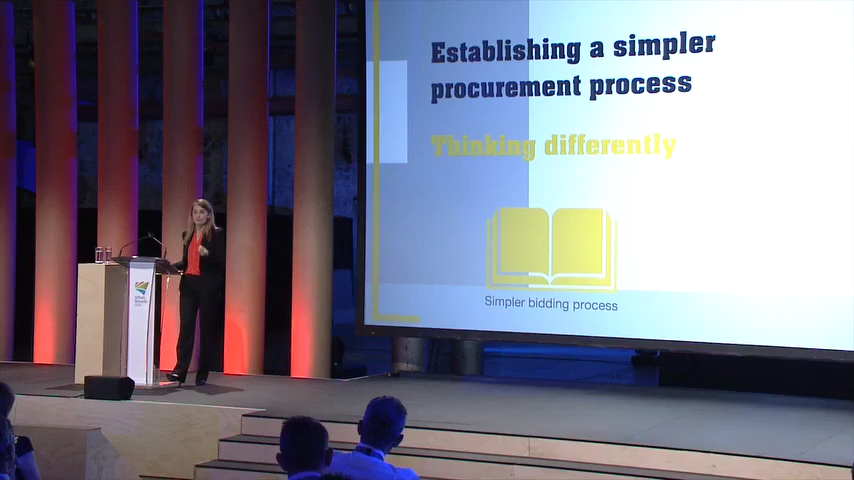 Establishing a simpler
procurement process
Thinking differently
Simpler bidding process